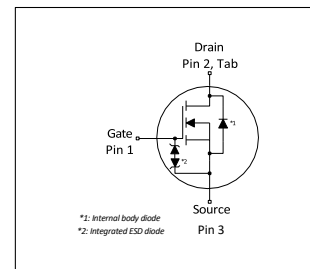 Drain
Pin 2, Tab
*1
Gate
Pin 1
*2
Source
*1: Internal body diode
*2: Integrated ESD diode
Pin 3